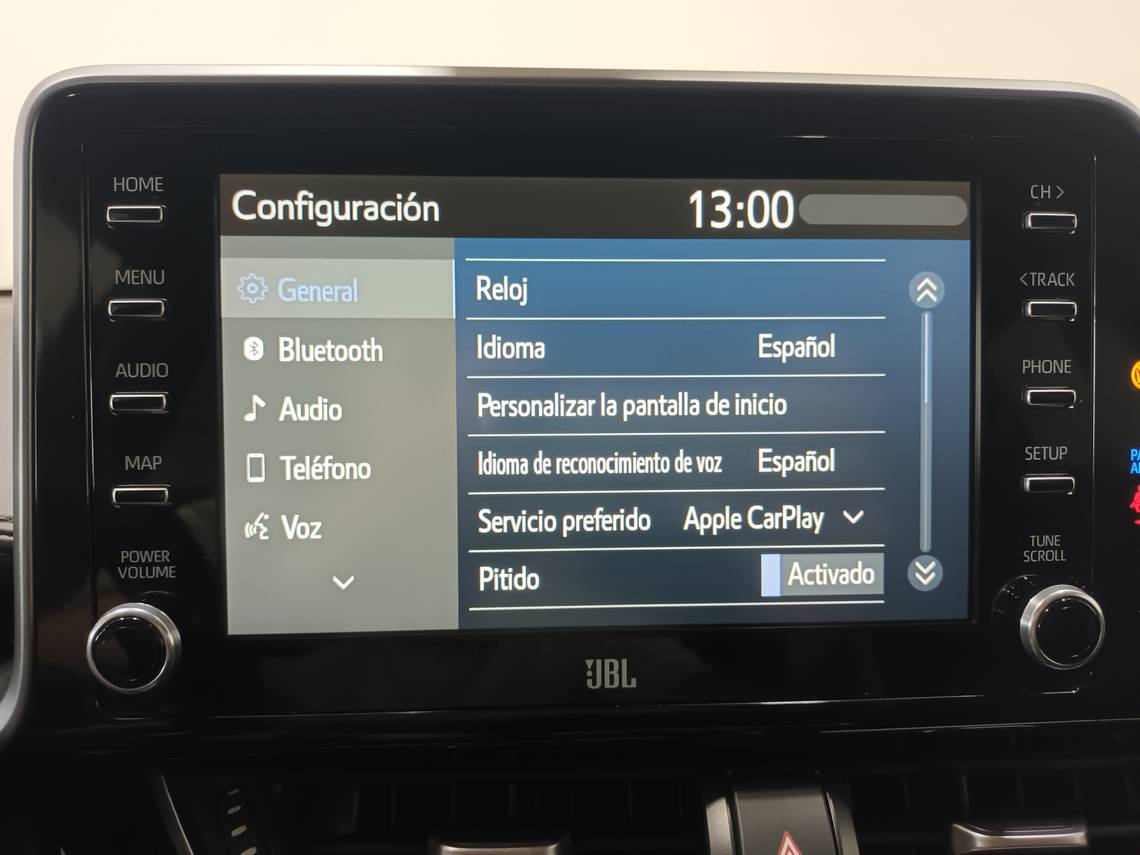 HOME
MENU
AUDIO
MAP
POWER
VOLUME
Configuración 13:00
General
Bluetooth
Audio
Teléfono
Voz
Reloj
Idioma Español
Personalizar la pantalla de inicio
Idioma de reconocimiento de voz Español
Servicio preferido Apple CarPlay
Pitido Activado
CH >
< TRACK
PHONE
SETUP
TUNE
SCROLL
JBL